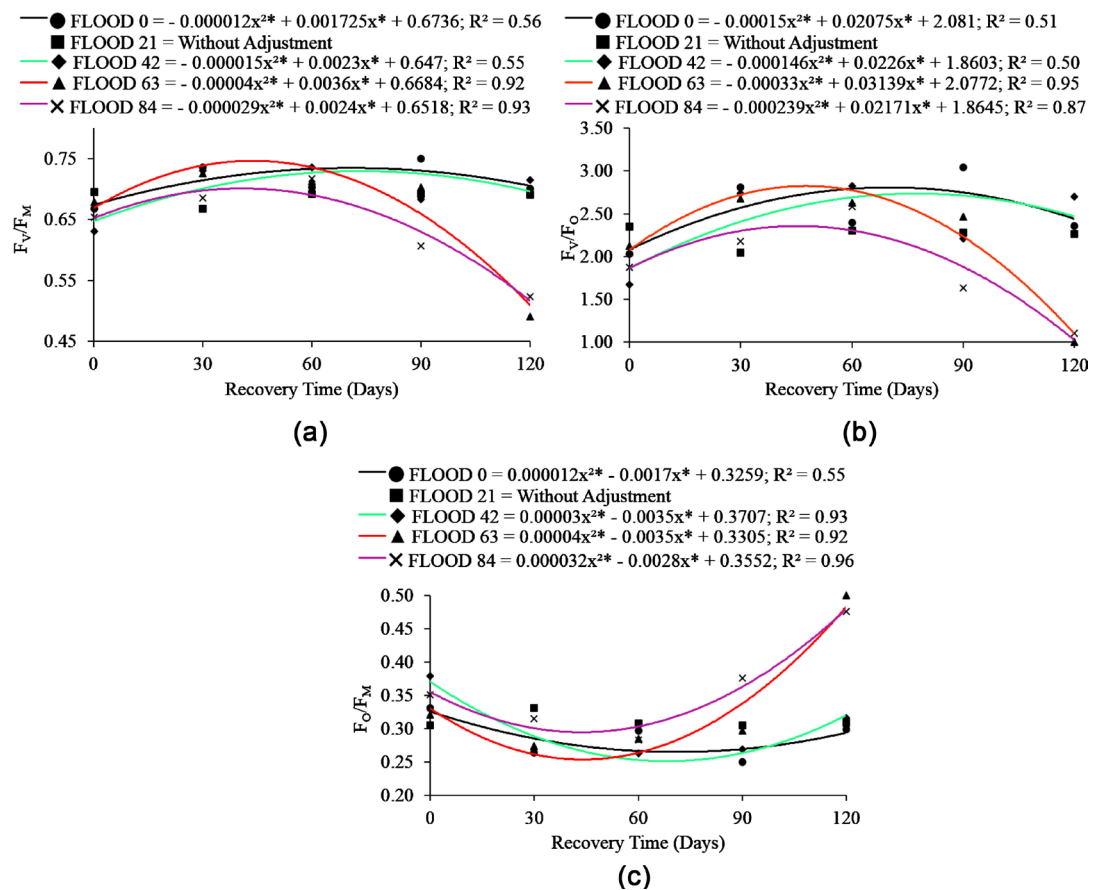 FLOOD 0 = - 0.000012x²* + 0.001725x* + 0.6736; R² = 0.56
FLOOD 21 = Without Adjustment
FLOOD 42 = - 0.000015x²* + 0.0023x* + 0.647; R² = 0.55
FLOOD 63 = - 0.00004x²* + 0.0036x* + 0.6684; R² = 0.92
FLOOD 84 = - 0.000029x²* + 0.0024x* + 0.6518; R² = 0.93
0.75
0.65
0.55
0.45
Fᵥ/Fₘ
0 30 60 90 120
Recovery Time (Days)
(a)
FLOOD 0 = - 0.00015x²* + 0.02075x* + 2.081; R² = 0.51
FLOOD 21 = Without Adjustment
FLOOD 42 = -0.000146x²* + 0.0226x* + 1.8603; R² = 0.50
FLOOD 63 = - 0.00033x²* + 0.03139x* + 2.0772; R² = 0.95
FLOOD 84 = - 0.000239x²* + 0.02171x* + 1.8645; R² = 0.87
3.50
3.00
2.50
2.00
1.50
1.00
Fᵥ/Fₒ
0 30 60 90 120
Recovery Time (Days)
(b)
FLOOD 0 = 0.000012x²* - 0.0017x* + 0.3259; R² = 0.55
FLOOD 21 = Without Adjustment
FLOOD 42 = 0.00003x²* - 0.0035x* + 0.3707; R² = 0.93
FLOOD 63 = 0.00004x²* - 0.0035x* + 0.3305; R² = 0.92
FLOOD 84 = 0.000032x²* - 0.0028x* + 0.3552; R² = 0.96
0.50
0.45
0.40
0.35
0.30
0.25
0.20
Fₒ/Fₘ
0 30 60 90 120
Recovery Time (Days)
(c)